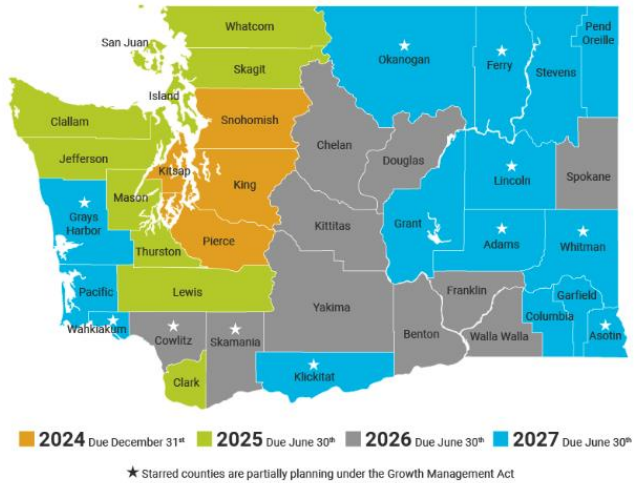 Whatcom
San Juan
Skagit
Island
Clallam
Snohomish
Jefferson
Kitsap
King
Mason
Grays
Harbor
Pierce
Thurston
Pacific
Lewis
Wahkiakum
Cowlitz
Skamania
Clark
Klickitat
Okanogan
Ferry
Stevens
Pend
Oreille
Chelan
Douglas
Lincoln
Spokane
Kittitas
Grant
Adams
Whitman
Yakima
Benton
Franklin
Walla Walla
Columbia
Garfield
Asotin
2024 Due December 31st
2025 Due June 30th
2026 Due June 30th
2027 Due June 30th
★ Starred counties are partially planning under the Growth Management Act